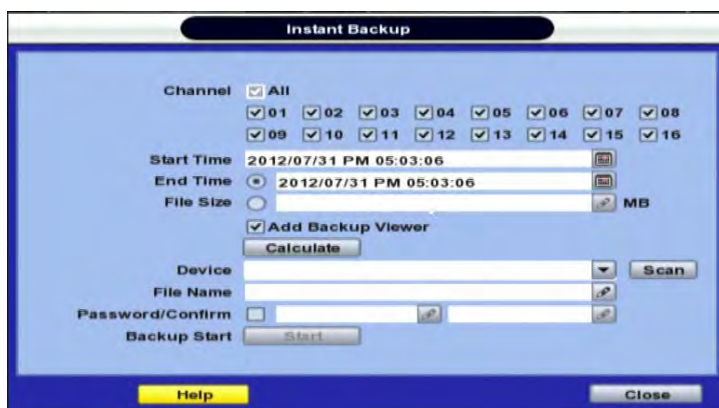 Instant Backup
Channel All
01 02 03 04 05 06 07 08
09 10 11 12 13 14 15 16
Start Time 2012/07/31 PM 05:03:06
End Time 2012/07/31 PM 05:03:06
File Size MB
Add Backup Viewer
Calculate
Device Scan
File Name
Password/Confirm
Backup Start Start
Help Close